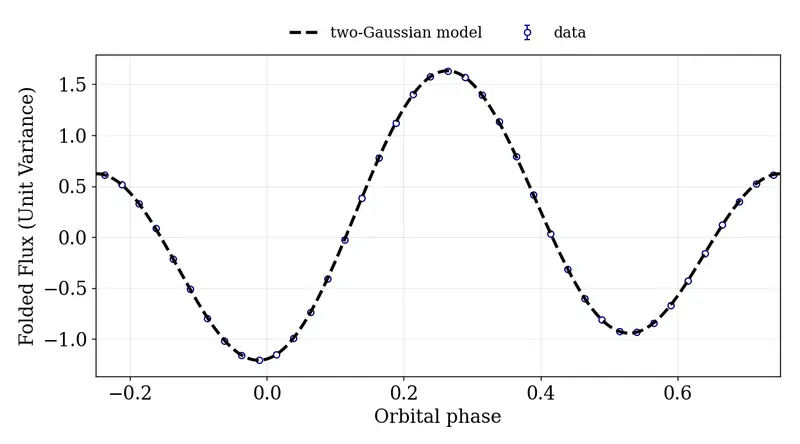 two-Gaussian model
data
Folded Flux (Unit Variance)
1.5
1.0
0.5
0.0
−0.5
−1.0
−0.2
0.0
0.2
0.4
0.6
Orbital phase